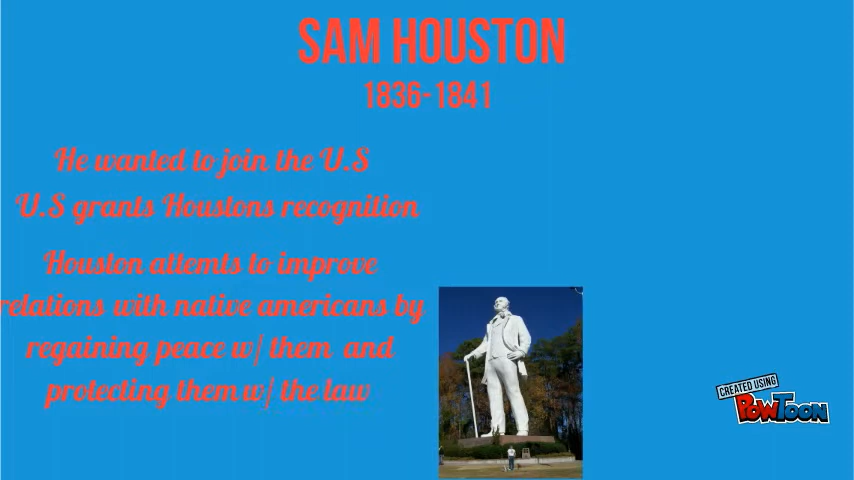 SAM HOUSTON
1836-1841
He wanted to join the U.S
U.S grants Houstons recognition
Houston attemts to improve
relations with native americans by
regaining peace w/ them and
protecting them w/ the law
CREATED USING
POWTOON